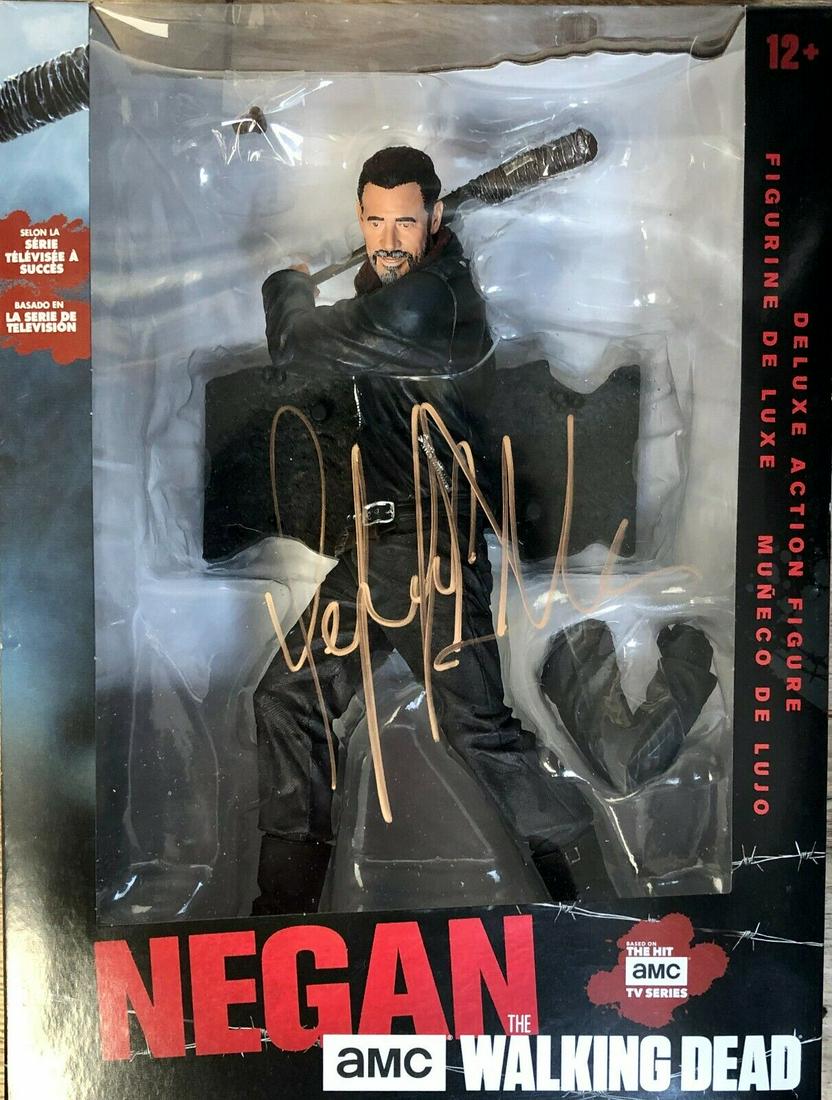 12+
SELON LA
SÉRIE
TÉLÉVISÉE À
SUCCÈS
BASADO EN
LA SERIE DE
TELEVISIÓN
DELUXE ACTION FIGURE
FIGURINE DE LUXE
MUÑECO DE LUJO
NEGAN
BASED ON
THE HIT
aMC
TV SERIES
aMC THE WALKING DEAD